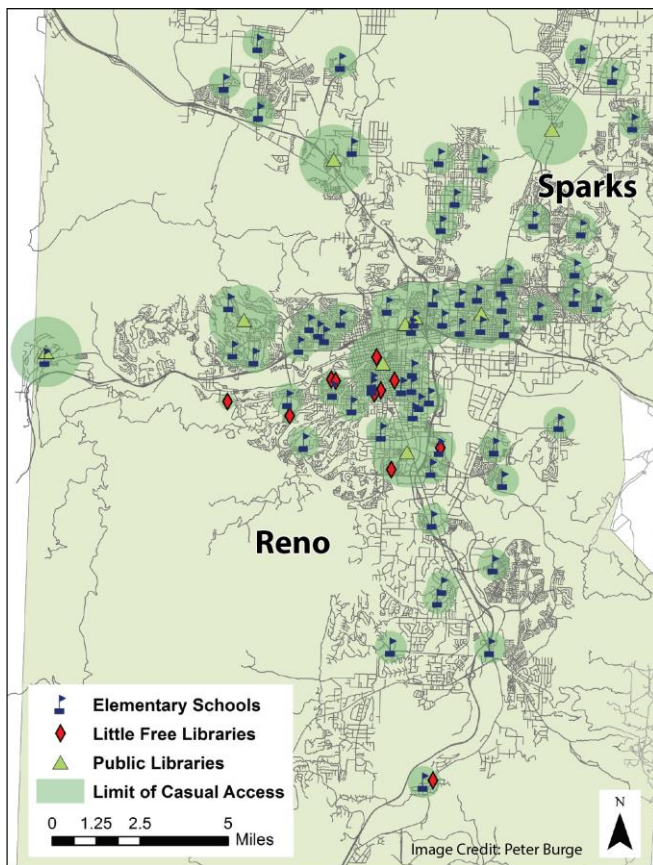 Sparks
Reno
Elementary Schools
Little Free Libraries
Public Libraries
Limit of Casual Access
0 1.25 2.5 5
Miles
N
Image Credit: Peter Burge